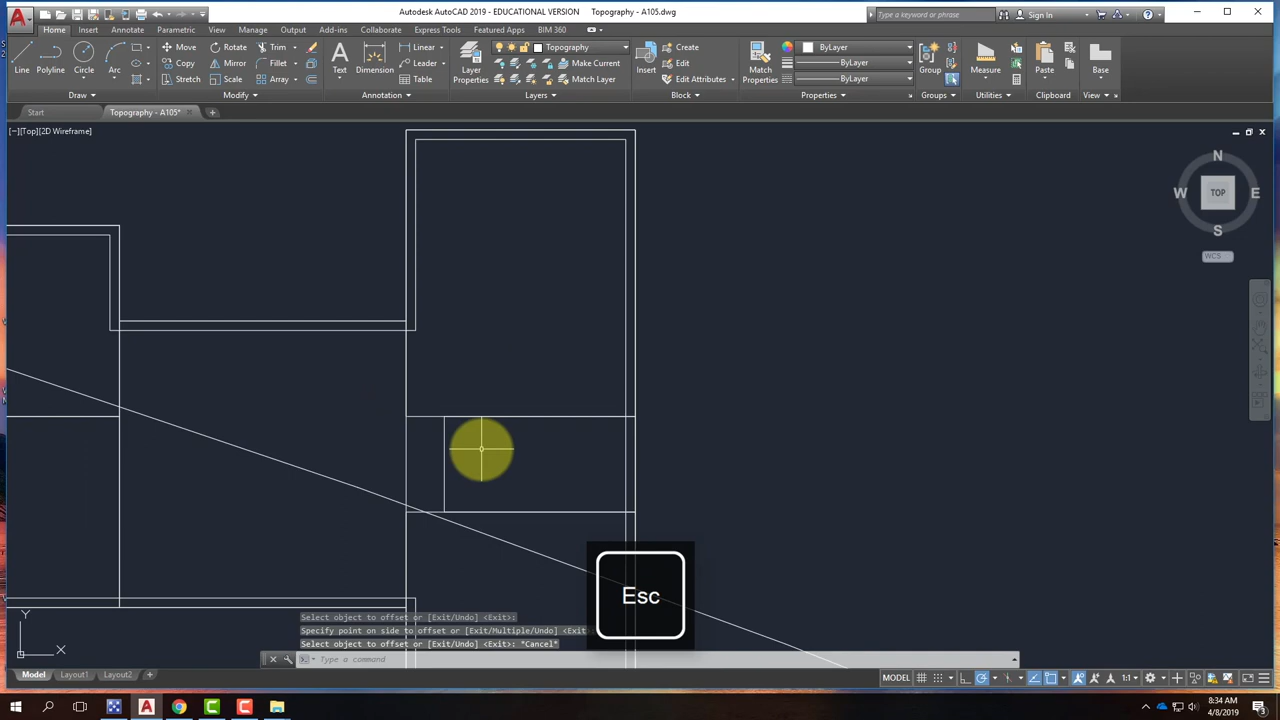 Autodesk AutoCAD 2019 - EDUCATIONAL VERSION Topography - A105.dwg
Type a keyword or phrase
Sign In
Home Insert Annotate Parametric View Manage Output Add-ins Collaborate Express Tools Featured Apps BIM 360
Line Polyline Circle Arc
Move Rotate Trim
Copy Mirror Fillet
Stretch Scale Array
Text Dimension
Linear
Leader
Table
Layer Properties
Topography
Make Current
Match Layer
Insert
Create
Edit
Edit Attributes
Match Properties
ByLayer
ByLayer
ByLayer
Group Measure Paste Base
Draw Modify Annotation Layers Block Properties Groups Utilities Clipboard View
Start Topography - A105*
[−][Top][2D Wireframe]
N
W TOP E
S
WCS
Esc
Y
X
Select object to offset or [Exit/Undo] <Exit>:
Specify point on side to offset or [Exit/Multiple/Undo] <Exit
Select object to offset or [Exit/Undo] <Exit>: *Cancel*
Type a command
Model Layout1 Layout2
MODEL 1:1
8:34 AM
4/8/2019